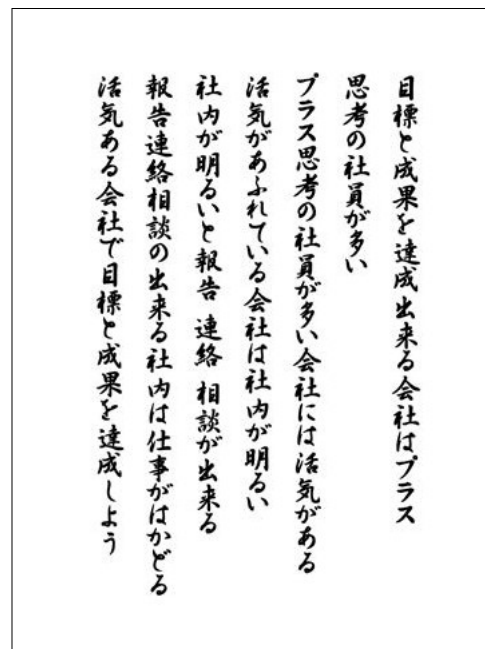 目標と成果を達成出来る会社はプラス
思考の社員が多い
プラス思考の社員が多い会社には活気がある
活気があふれている会社は社内が明るい
社内が明るいと報告 連絡 相談が出来る
報告連絡相談の出来る社内は仕事がはかどる
活気ある会社で目標と成果を達成しよう